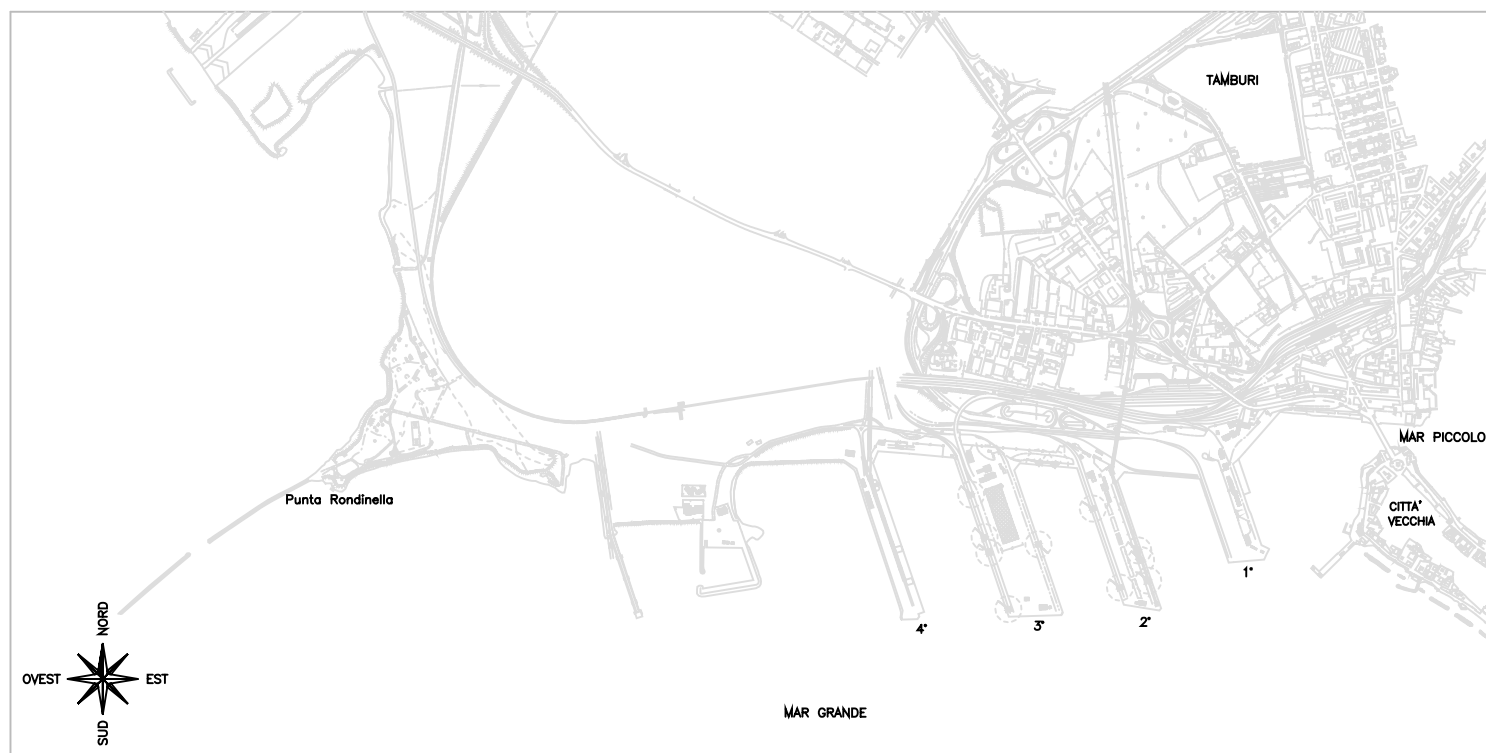 TAMBURI
MAR PICCOLO
Punta Rondinella
CITTA'
VECCHIA
1°
2°
3°
4°
NORD
OVEST
EST
SUD
MAR GRANDE